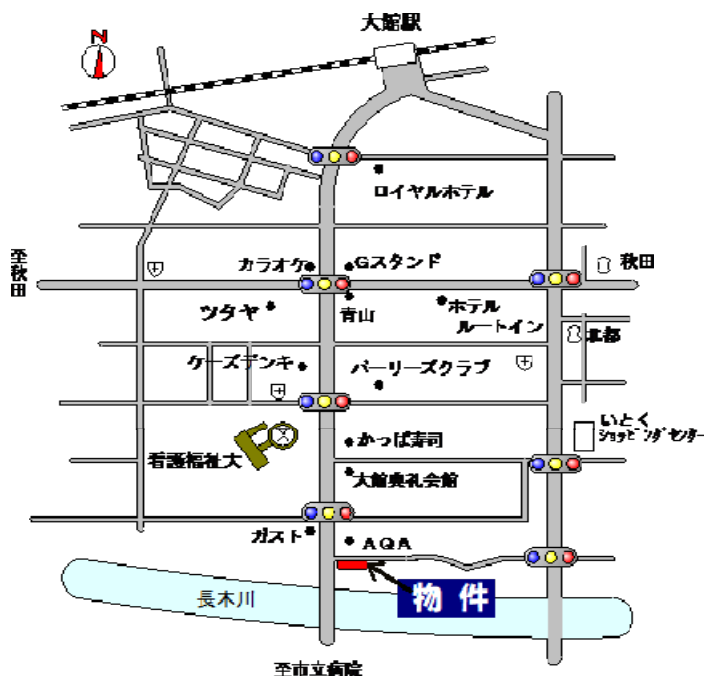 大館駅
N
ロイヤルホテル
至秋田
カラオケ
Gスタンド
秋田
ツタヤ
青山
ホテル
ルートイン
北都
ケーズデンキ
パーリーズクラブ
いとく
ショッピングセンター
かっぱ寿司
看護福祉大
大館典礼会館
ガスト
AQA
物件
長木川
至市立病院